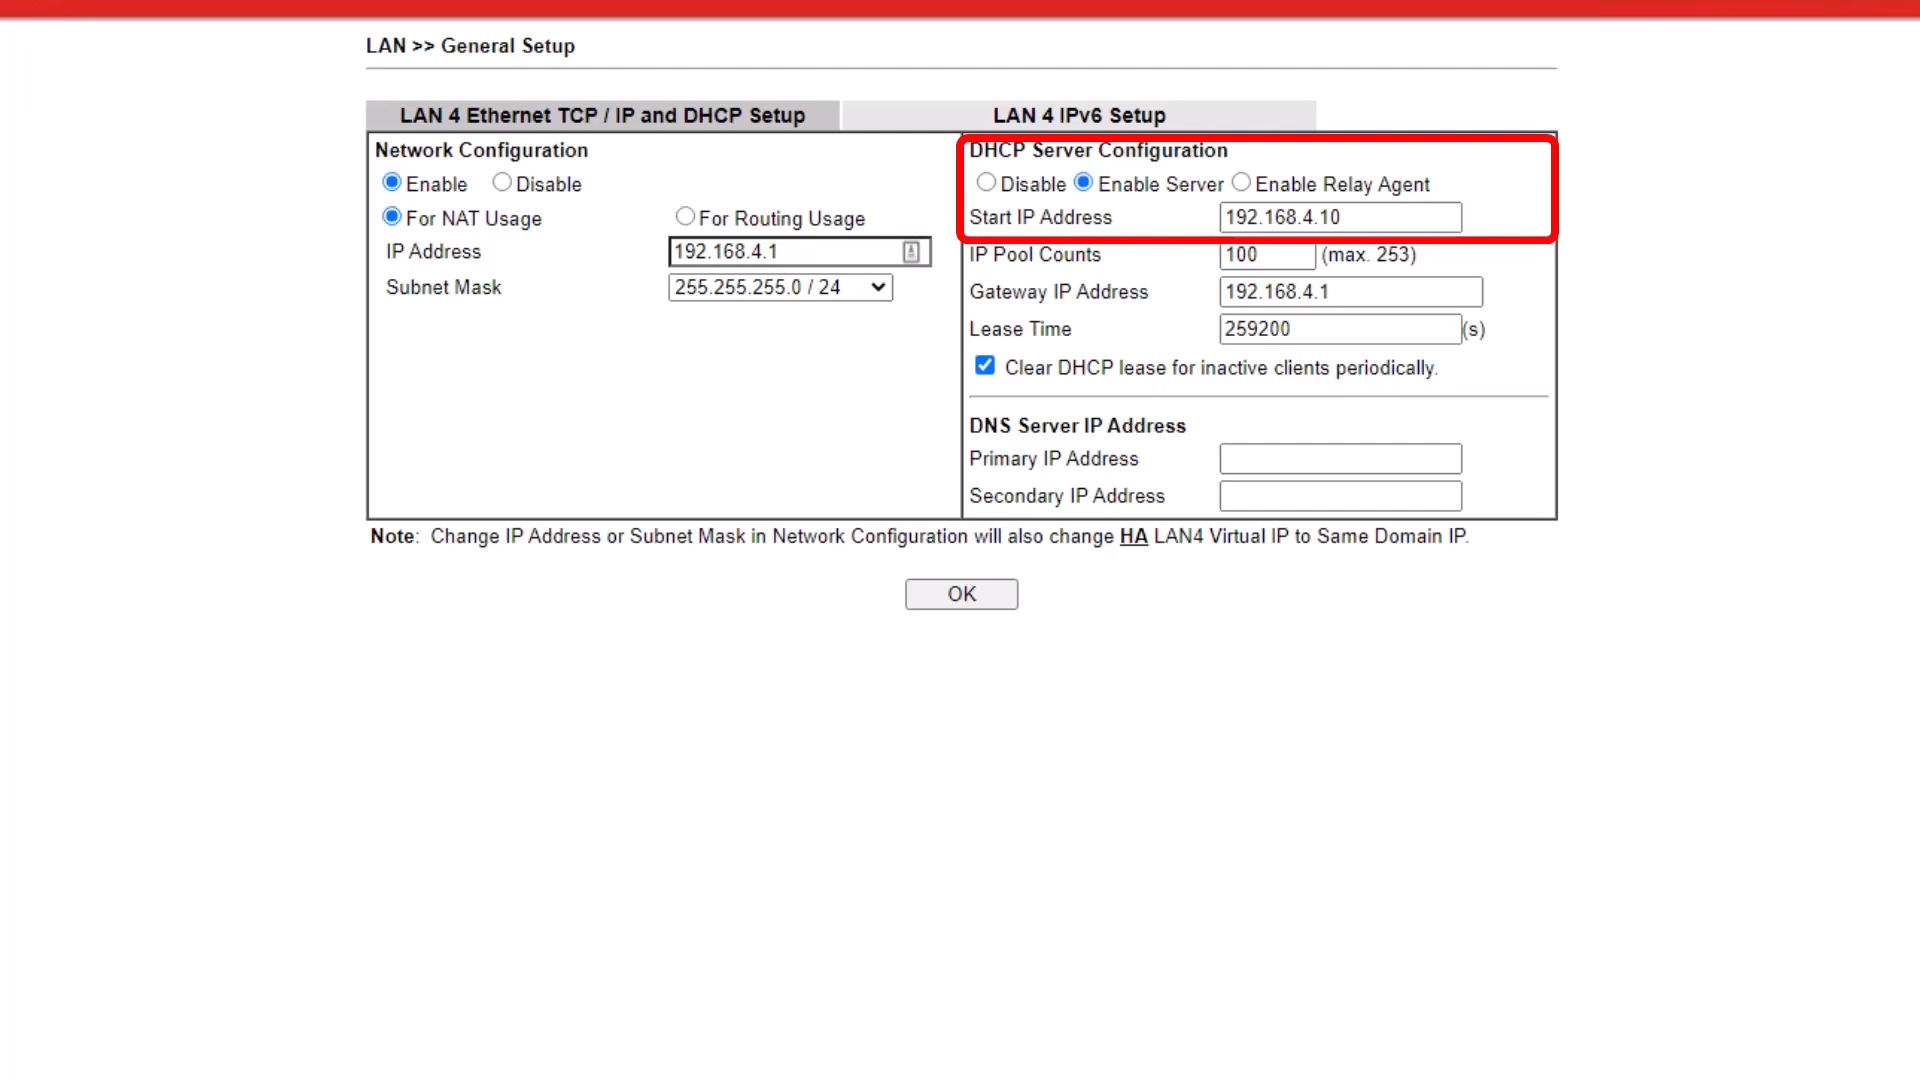 LAN >> General Setup
LAN 4 Ethernet TCP / IP and DHCP Setup
LAN 4 IPv6 Setup
Network Configuration
Enable Disable
For NAT Usage For Routing Usage
IP Address 192.168.4.1
Subnet Mask 255.255.255.0 / 24
DHCP Server Configuration
Disable Enable Server Enable Relay Agent
Start IP Address 192.168.4.10
IP Pool Counts 100 (max. 253)
Gateway IP Address 192.168.4.1
Lease Time 259200 (s)
Clear DHCP lease for inactive clients periodically.
DNS Server IP Address
Primary IP Address
Secondary IP Address
Note: Change IP Address or Subnet Mask in Network Configuration will also change HA LAN4 Virtual IP to Same Domain IP.
OK